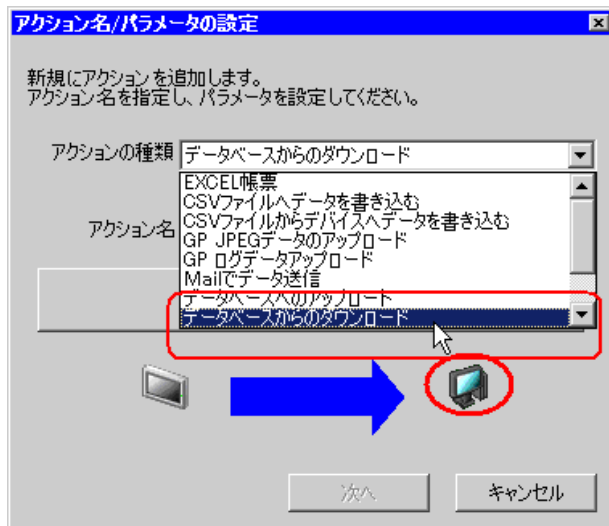 アクション名/パラメータの設定
新規にアクションを追加します。
アクション名を指定し、パラメータを設定してください。
アクションの種類 データベースからのダウンロード
EXCEL帳票
CSVファイルへデータを書き込む
CSVファイルからデバイスへデータを書き込む
アクション名
GP JPEGデータのアップロード
GP ログデータアップロード
Mailでデータ送信
データベースへのアップロード
データベースからのダウンロード
次へ キャンセル